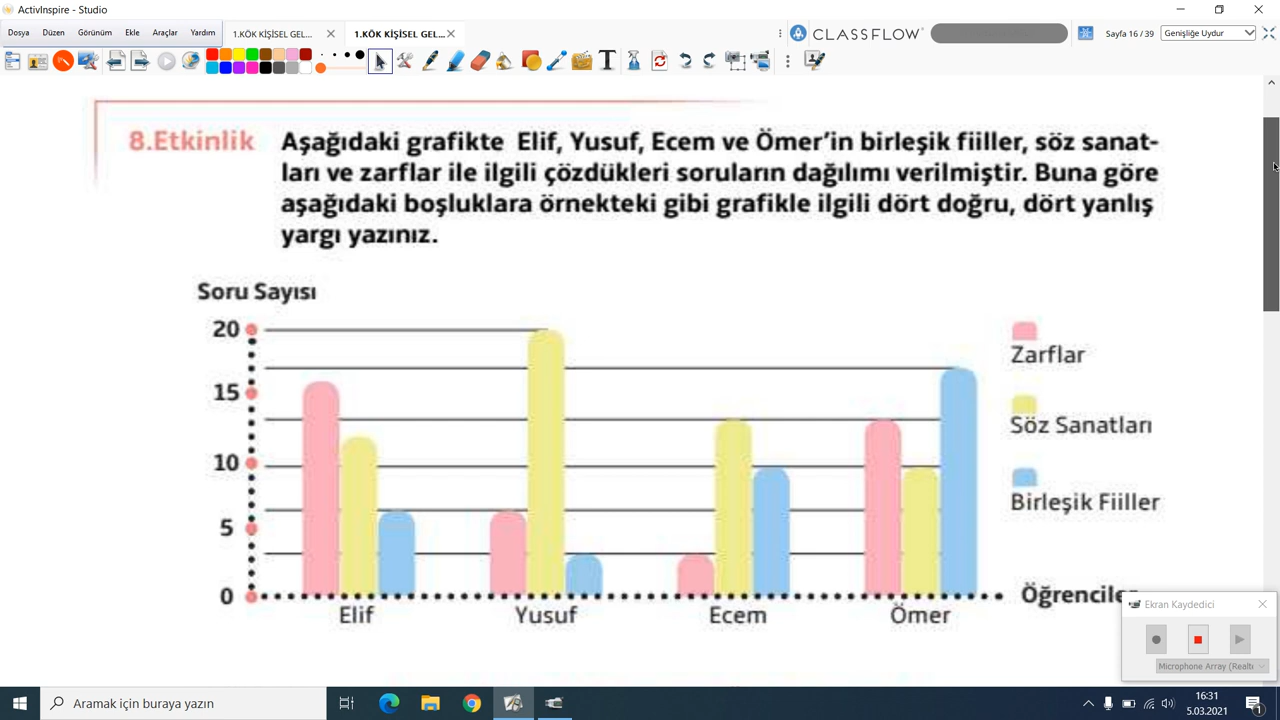 ActivInspire - Studio
Dosya Düzen Görünüm Ekle Araçlar Yardım
1.KÖK KİŞİSEL GEL... 1.KÖK KİŞİSEL GEL...
CLASSFLOW
Sayfa 16 / 39
Genişliğe Uydur
8.Etkinlik
Aşağıdaki grafikte Elif, Yusuf, Ecem ve Ömer’in birleşik fiiller, söz sanat-
ları ve zarflar ile ilgili çözdükleri soruların dağılımı verilmiştir. Buna göre
aşağıdaki boşluklara örnekteki gibi grafikle ilgili dört doğru, dört yanlış
yargı yazınız.
Soru Sayısı
20
15
10
5
0
Zarflar
Söz Sanatları
Birleşik Fiiller
Elif Yusuf Ecem Ömer
Ekran Kaydedici
Microphone Array (Realte
Aramak için buraya yazın
16:31
5.03.2021
1